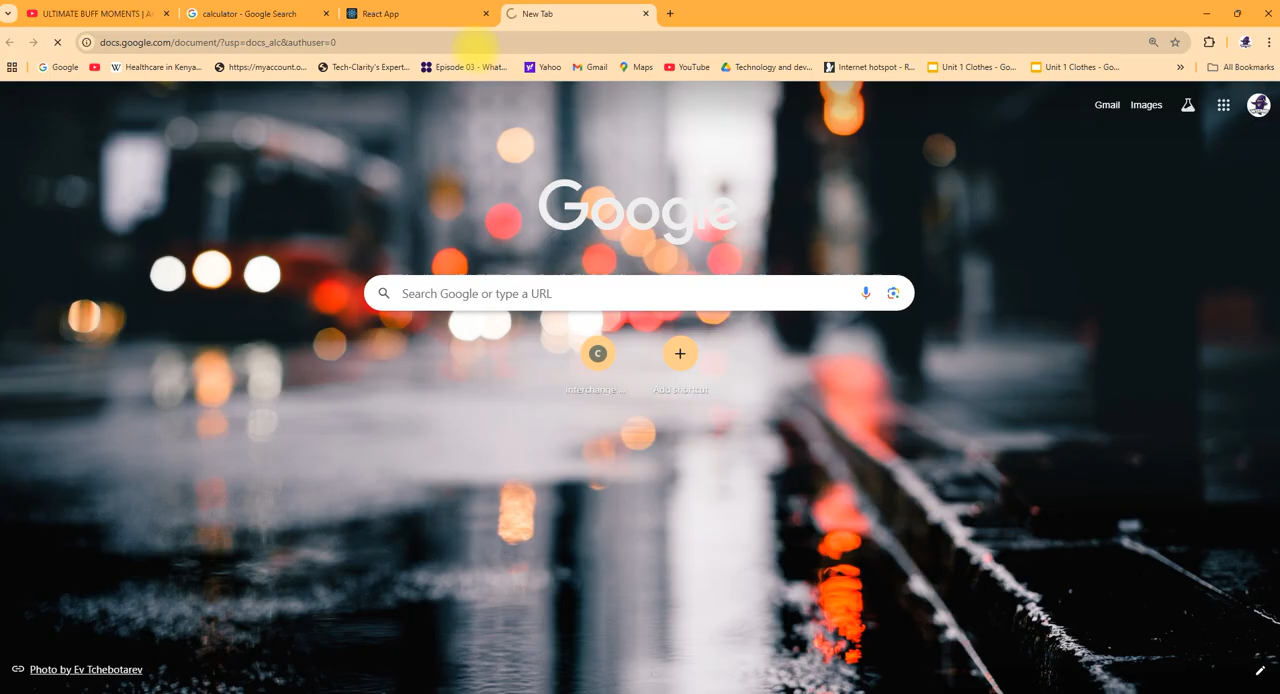 ULTIMATE BUFF MOMENTS | A
calculator - Google Search
React App
New Tab
docs.google.com/document/?usp=docs_alc&authuser=0
Google
Healthcare in Kenya...
https://myaccount.o...
Tech-Clarity's Expert...
Episode 03 - What...
Yahoo
Gmail
Maps
YouTube
Technology and dev...
Internet hotspot - R...
Unit 1 Clothes - Go...
Unit 1 Clothes - Go...
All Bookmarks
Gmail
Images
Google
Search Google or type a URL
C
Interchange ...
Add shortcut
Photo by Ev Tchebotarev